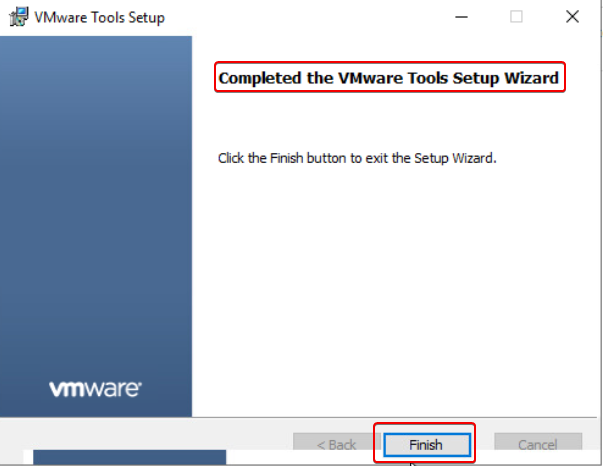 VMware Tools Setup
Completed the VMware Tools Setup Wizard
Click the Finish button to exit the Setup Wizard.
vmware
< Back Finish Cancel